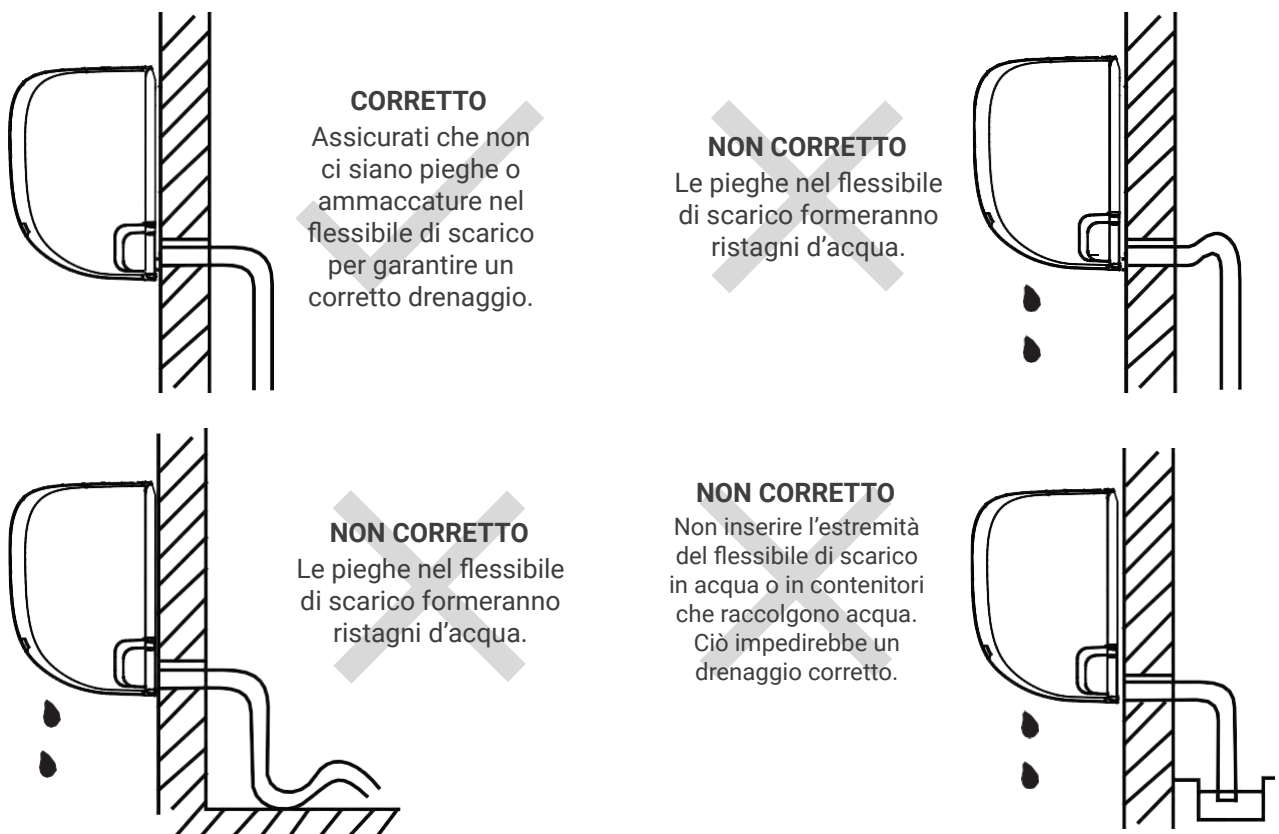 CORRETTO
Assicurati che non
ci siano pieghe o
ammaccature nel
flessibile di scarico
per garantire un
corretto drenaggio.
NON CORRETTO
Le pieghe nel flessibile
di scarico formeranno
ristagni d’acqua.
NON CORRETTO
Le pieghe nel flessibile
di scarico formeranno
ristagni d’acqua.
NON CORRETTO
Non inserire l’estremità
del flessibile di scarico
in acqua o in contenitori
che raccolgono acqua.
Ciò impedirebbe un
drenaggio corretto.